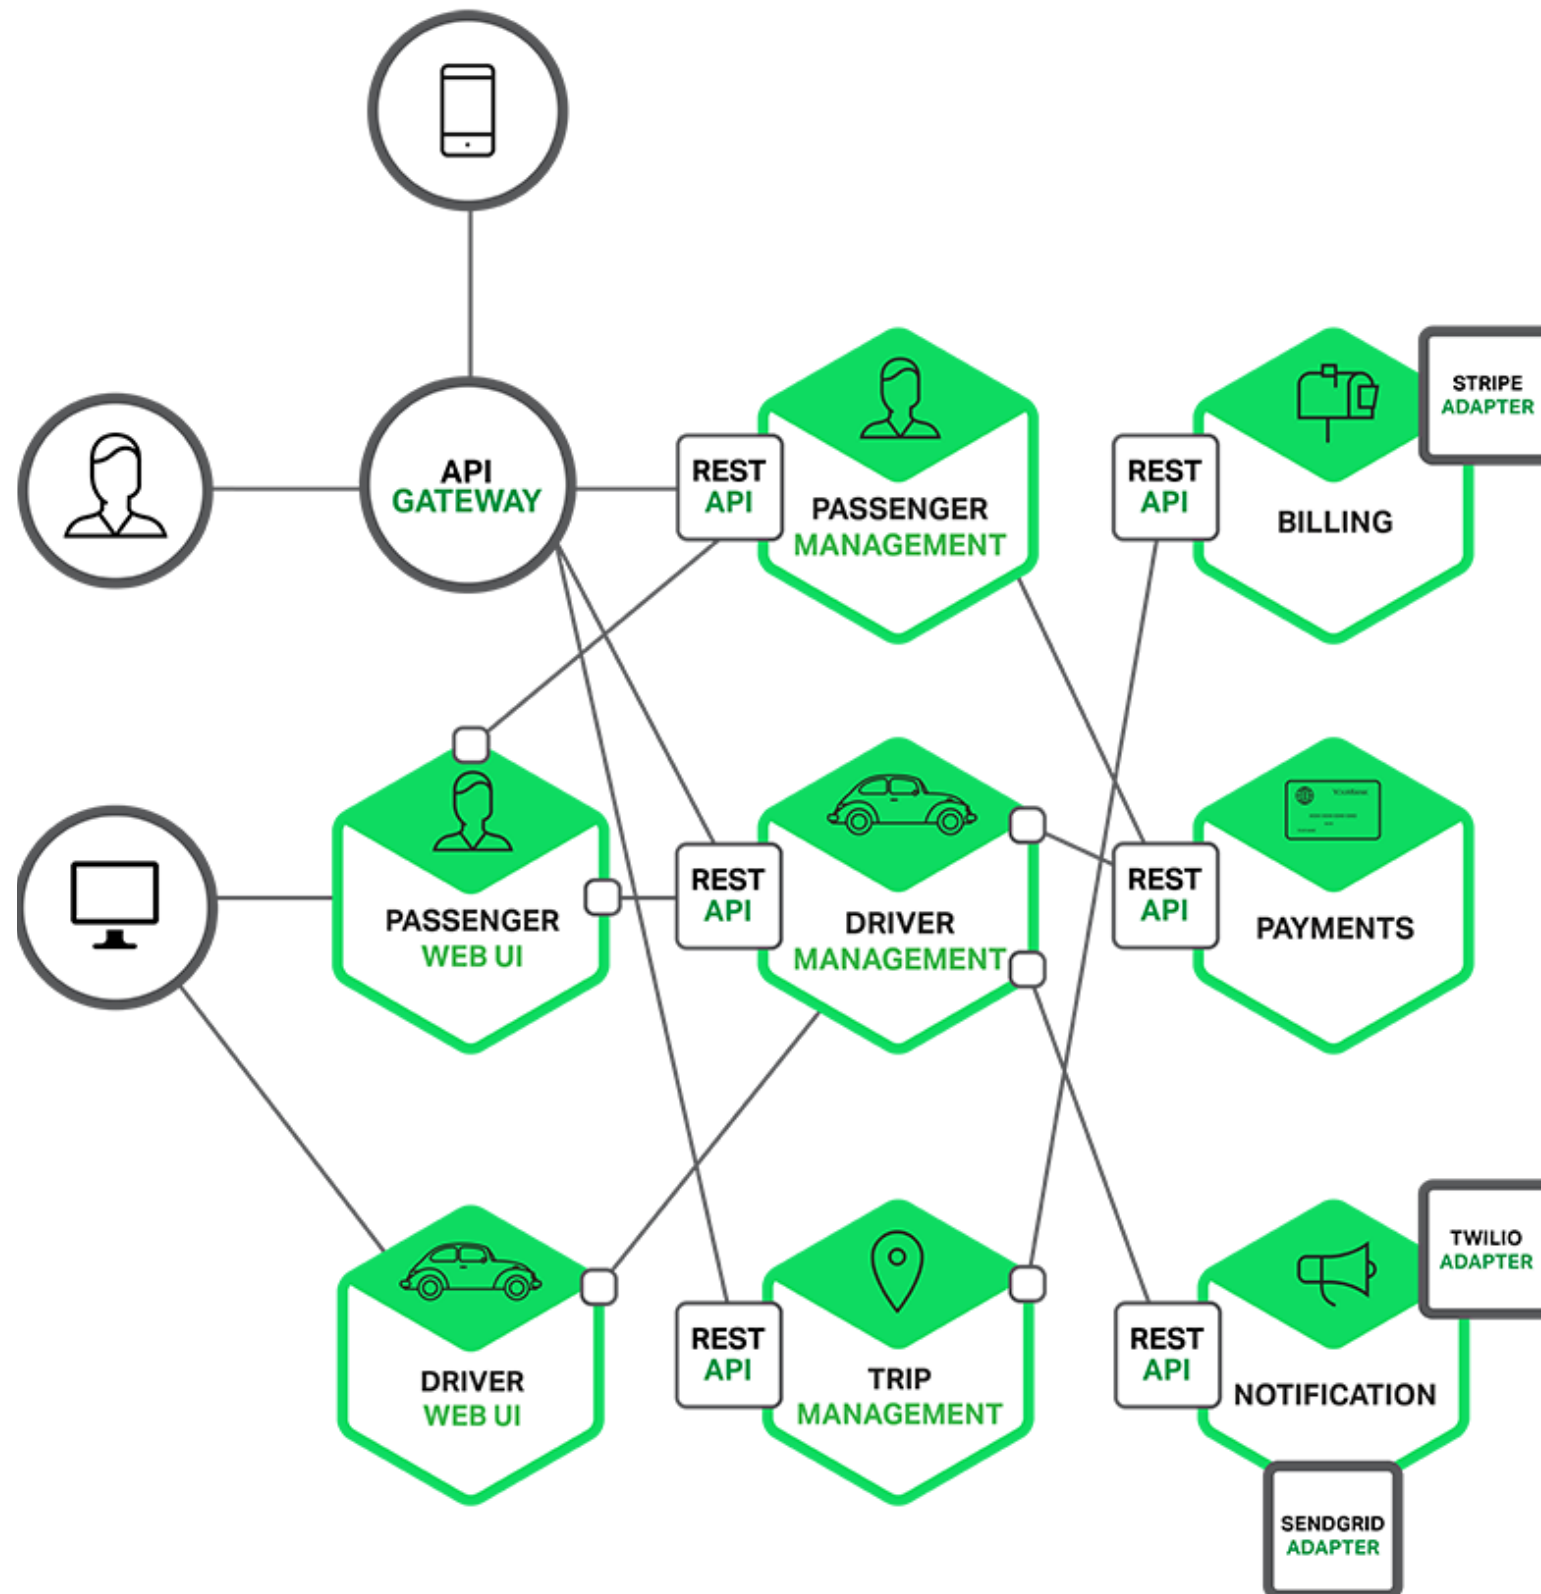 API
GATEWAY
REST
API
PASSENGER
MANAGEMENT
REST
API
BILLING
STRIPE
ADAPTER
PASSENGER
WEB UI
REST
API
DRIVER
MANAGEMENT
REST
API
PAYMENTS
DRIVER
WEB UI
REST
API
TRIP
MANAGEMENT
REST
API
NOTIFICATION
TWILIO
ADAPTER
SENDGRID
ADAPTER